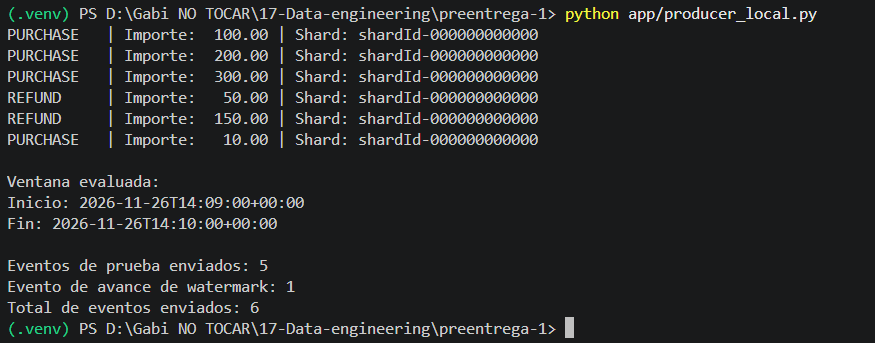 (.venv) PS D:\Gabi NO TOCAR\17-Data-engineering\preentrega-1> python app/producer_local.py
PURCHASE   | Importe:  100.00 | Shard: shardId-000000000000
PURCHASE   | Importe:  200.00 | Shard: shardId-000000000000
PURCHASE   | Importe:  300.00 | Shard: shardId-000000000000
REFUND     | Importe:   50.00 | Shard: shardId-000000000000
REFUND     | Importe:  150.00 | Shard: shardId-000000000000
PURCHASE   | Importe:   10.00 | Shard: shardId-000000000000
Ventana evaluada:
Inicio: 2026-11-26T14:09:00+00:00
Fin: 2026-11-26T14:10:00+00:00
Eventos de prueba enviados: 5
Evento de avance de watermark: 1
Total de eventos enviados: 6
(.venv) PS D:\Gabi NO TOCAR\17-Data-engineering\preentrega-1>